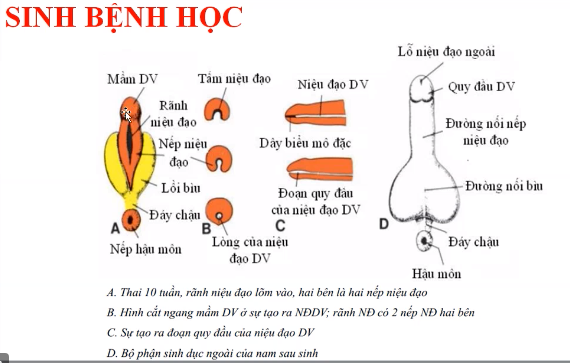 SINH BỆNH HỌC
Mầm DV
Tấm niệu đạo
Niệu đạo DV
Lỗ niệu đạo ngoài
Quy đầu DV
Rãnh
niệu đạo
Đường nối nếp
niệu đạo
Nếp niệu
đạo
Dây biểu mô đặc
Lồi bìu
Đoạn quy đầu
của niệu đạo DV
Đường nối bìu
Đáy chậu
A
B
C
D
Nếp hậu môn
Lòng của niệu
đạo DV
Đáy chậu
Hậu môn
A. Thai 10 tuần, rãnh niệu đạo lõm vào, hai bên là hai nếp niệu đạo
B. Hình cắt ngang mầm DV ở sự tạo ra NĐDV; rãnh NĐ có 2 nếp NĐ hai bên
C. Sự tạo ra đoạn quy đầu của niệu đạo DV
D. Bộ phận sinh dục ngoài của nam sau sinh